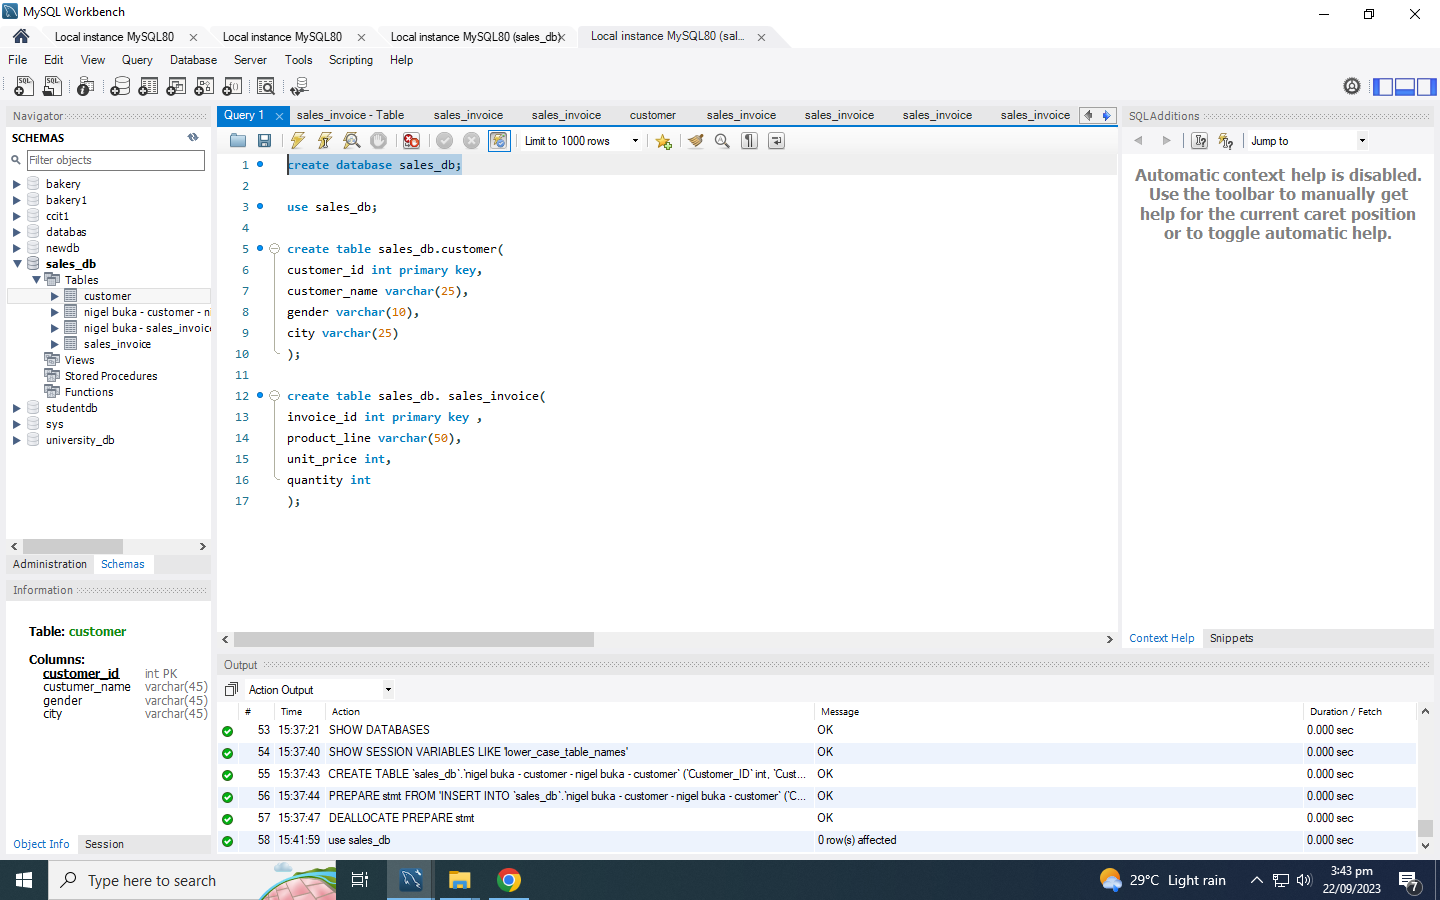 MySQL Workbench
Local instance MySQL80
Local instance MySQL80
Local instance MySQL80 (sales_db)
Local instance MySQL80 (sal...
File Edit View Query Database Server Tools Scripting Help
Navigator
SCHEMAS
Filter objects
bakery
bakery1
ccit1
databas
newdb
sales_db
Tables
customer
nigel buka - customer - ni
nigel buka - sales_invoice
sales_invoice
Views
Stored Procedures
Functions
studentdb
sys
university_db
Administration Schemas
Information
Table: customer
Columns:
customer_id int PK
custumer_name varchar(45)
gender varchar(45)
city varchar(45)
Object Info Session
Query 1 sales_invoice - Table sales_invoice sales_invoice customer sales_invoice sales_invoice sales_invoice sales_invoice
Limit to 1000 rows
1 create database sales_db;
2
3 use sales_db;
4
5 create table sales_db.customer(
6 customer_id int primary key,
7 customer_name varchar(25),
8 gender varchar(10),
9 city varchar(25)
10 );
11
12 create table sales_db. sales_invoice(
13 invoice_id int primary key ,
14 product_line varchar(50),
15 unit_price int,
16 quantity int
17 );
SQLAdditions
Jump to
Automatic context help is disabled.
Use the toolbar to manually get
help for the current caret position
or to toggle automatic help.
Context Help Snippets
Output
Action Output
# Time Action Message Duration / Fetch
53 15:37:21 SHOW DATABASES OK 0.000 sec
54 15:37:40 SHOW SESSION VARIABLES LIKE 'lower_case_table_names' OK 0.000 sec
55 15:37:43 CREATE TABLE `sales_db`.`nigel buka - customer - nigel buka - customer` (`Customer_ID` int, `Cust... OK 0.000 sec
56 15:37:44 PREPARE stmt FROM 'INSERT INTO `sales_db`.`nigel buka - customer - nigel buka - customer` (`C... OK 0.000 sec
57 15:37:47 DEALLOCATE PREPARE stmt OK 0.000 sec
58 15:41:59 use sales_db 0 row(s) affected 0.000 sec
Type here to search
29°C Light rain
3:43 pm
22/09/2023
7